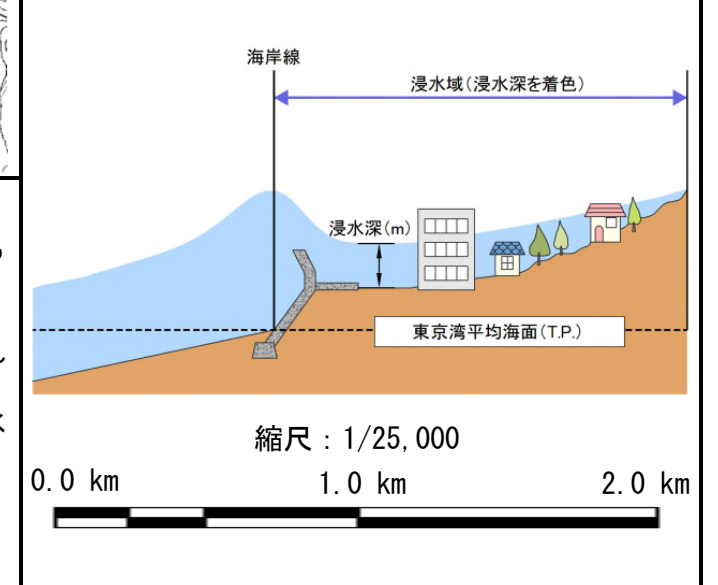 海岸線
浸水域(浸水深を着色)
浸水深(m)
東京湾平均海面(T.P.)
縮尺:1/25,000
0.0 km 1.0 km 2.0 km